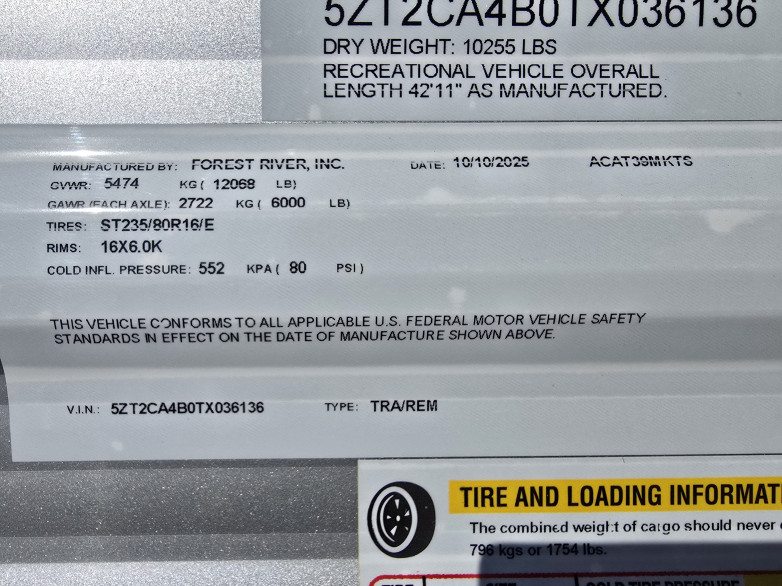 5ZT2CA4B0TX036136
DRY WEIGHT: 10255 LBS
RECREATIONAL VEHICLE OVERALL
LENGTH 42'11" AS MANUFACTURED.
MANUFACTURED BY: FOREST RIVER, INC. DATE: 10/10/2025 ACAT39MKTS
GVWR: 5474 KG ( 12068 LB)
GAWR (EACH AXLE): 2722 KG ( 6000 LB)
TIRES: ST235/80R16/E
RIMS: 16X6.0K
COLD INFL. PRESSURE: 552 KPA ( 80 PSI )
THIS VEHICLE CONFORMS TO ALL APPLICABLE U.S. FEDERAL MOTOR VEHICLE SAFETY
STANDARDS IN EFFECT ON THE DATE OF MANUFACTURE SHOWN ABOVE.
V.I.N.: 5ZT2CA4B0TX036136 TYPE: TRA/REM
TIRE AND LOADING INFORMAT
The combined weight of cargo should never
796 kgs or 1754 lbs.